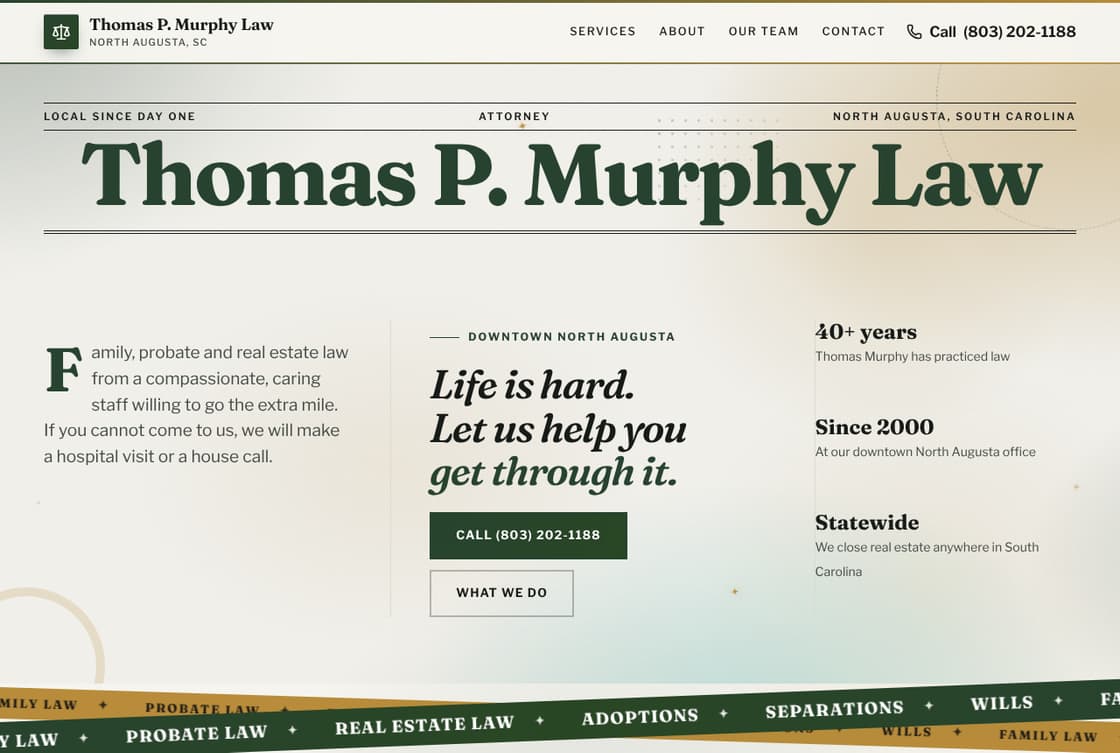 Thomas P. Murphy Law
NORTH AUGUSTA, SC
SERVICES ABOUT OUR TEAM CONTACT Call (803) 202-1188
LOCAL SINCE DAY ONE ATTORNEY NORTH AUGUSTA, SOUTH CAROLINA
Thomas P. Murphy Law
Family, probate and real estate law
from a compassionate, caring
staff willing to go the extra mile.
If you cannot come to us, we will make
a hospital visit or a house call.
DOWNTOWN NORTH AUGUSTA
Life is hard.
Let us help you
get through it.
CALL (803) 202-1188
WHAT WE DO
40+ years
Thomas Murphy has practiced law
Since 2000
At our downtown North Augusta office
Statewide
We close real estate anywhere in South
Carolina
MILY LAW ✦ PROBATE LAW ✦
Y LAW ✦ PROBATE LAW ✦ REAL ESTATE LAW ✦ ADOPTIONS ✦ SEPARATIONS ✦ WILLS ✦ FA
WILLS ✦ FAMILY LAW